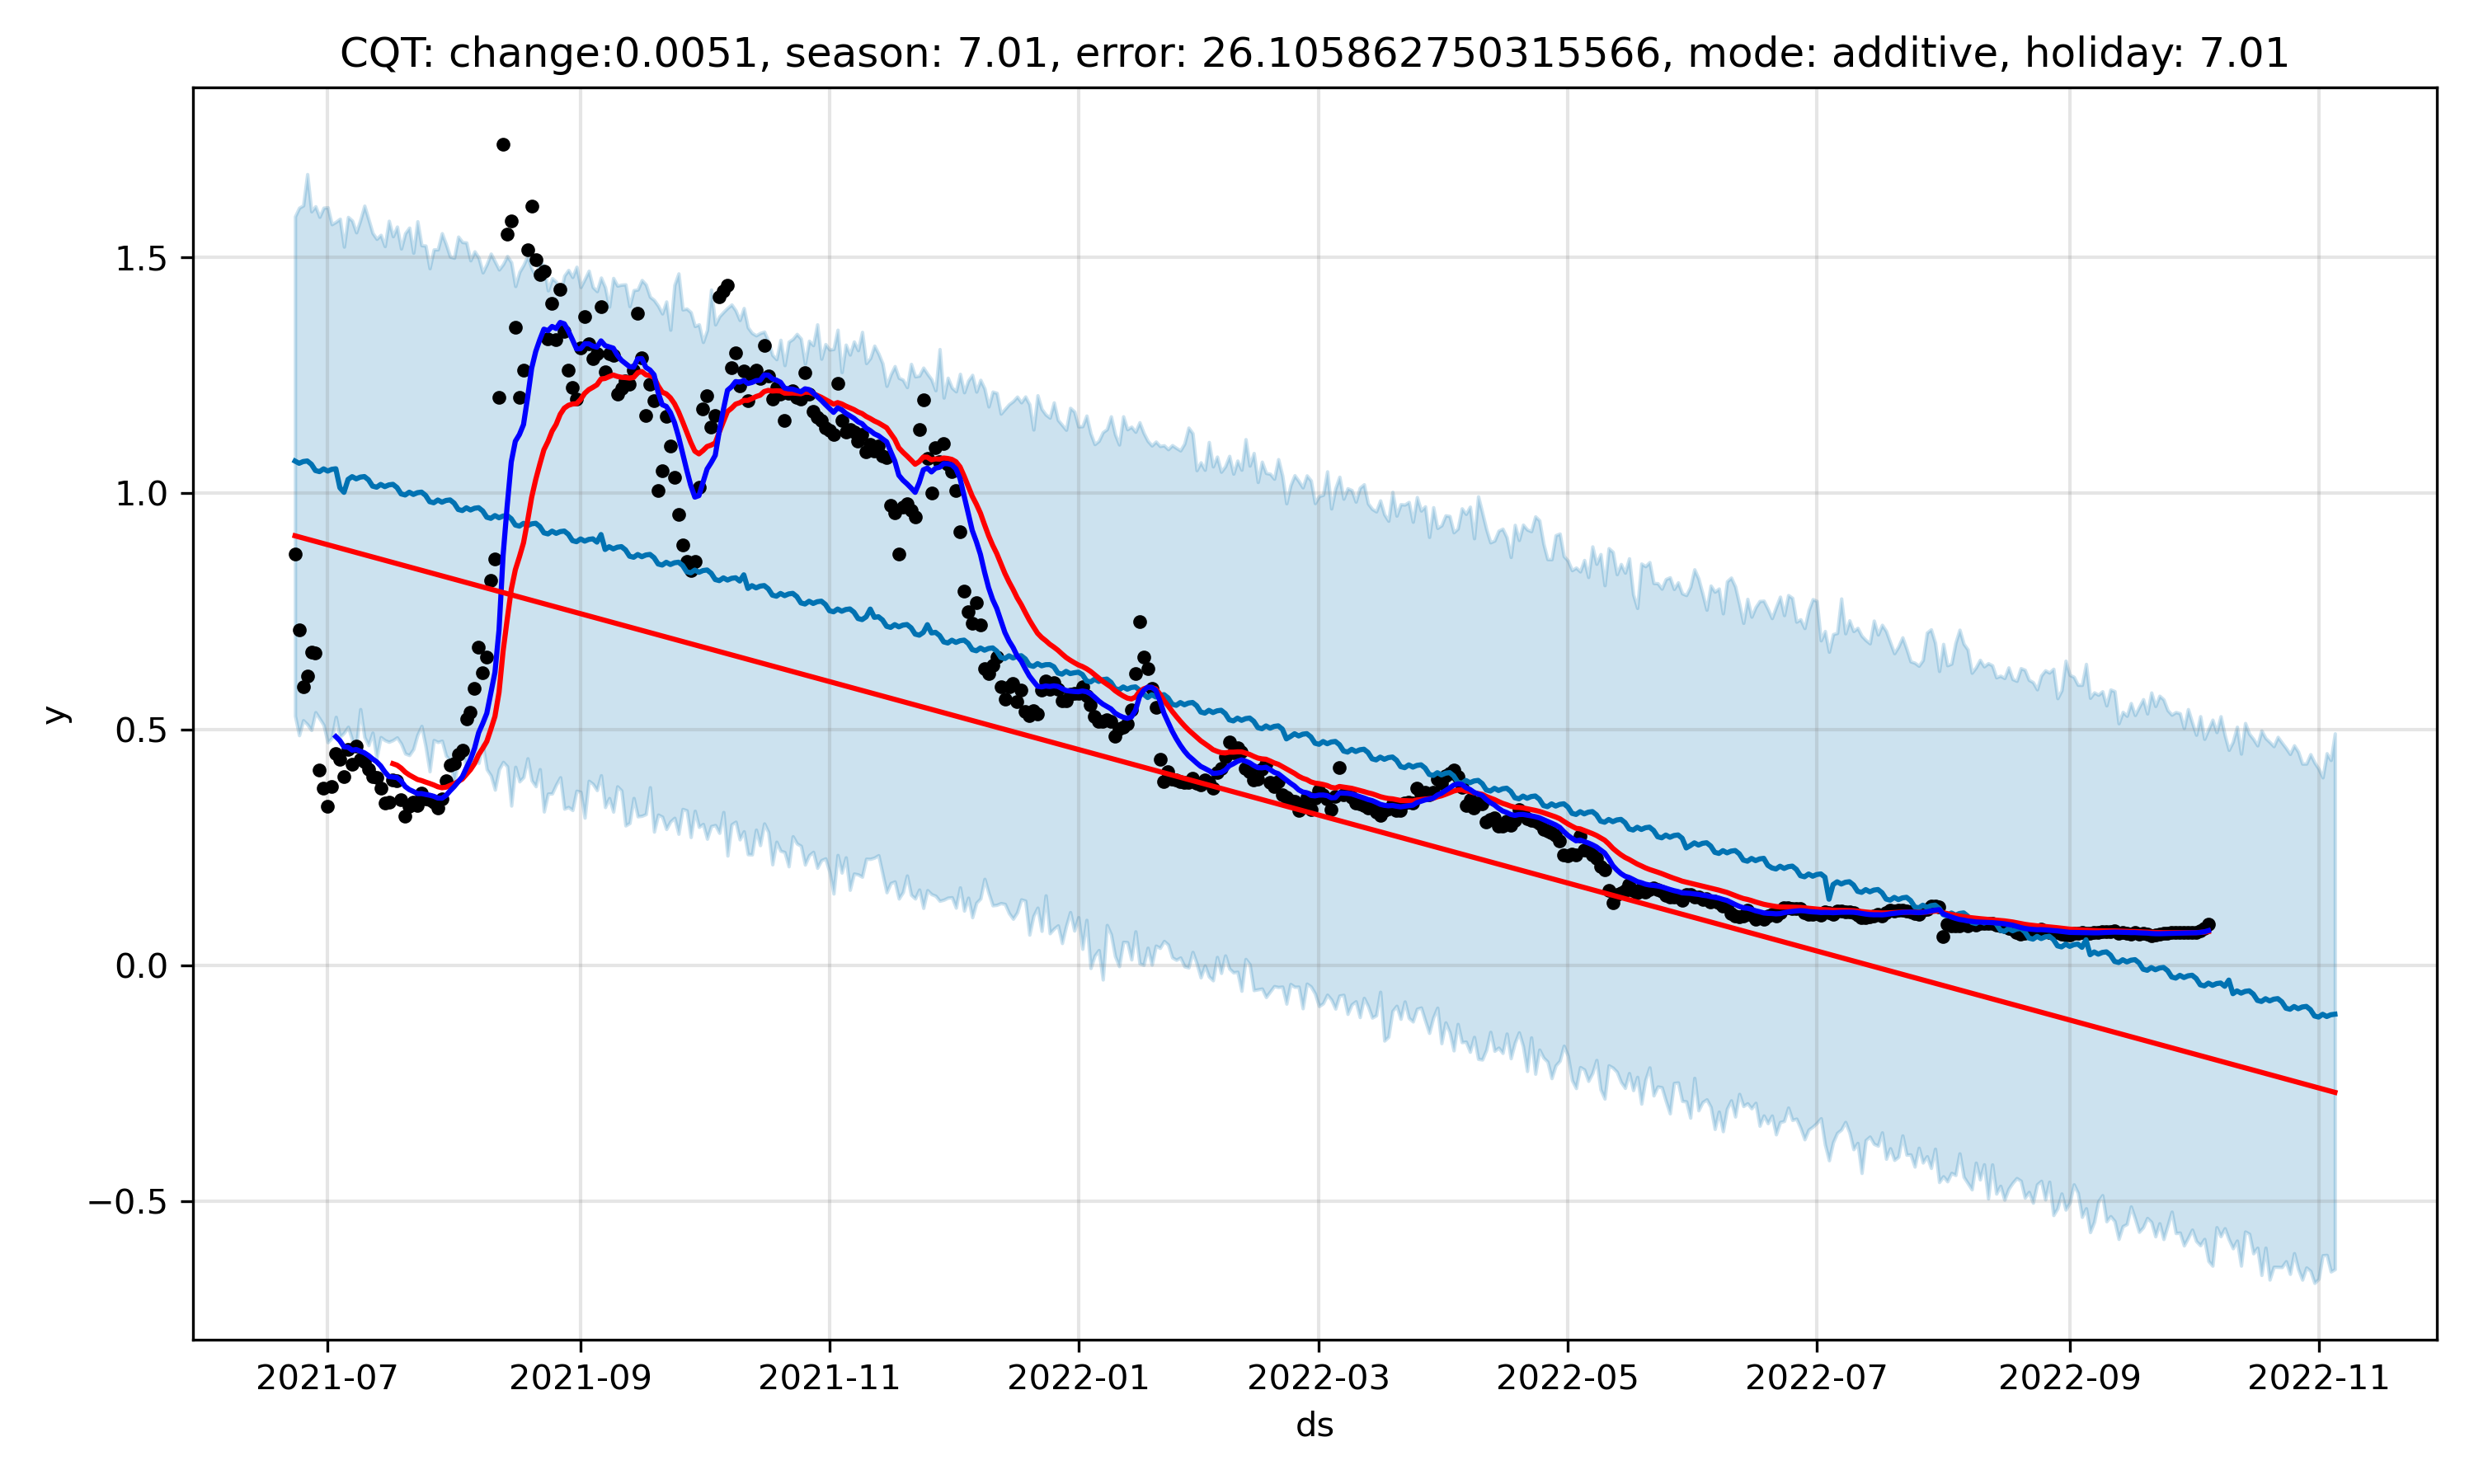 CQT: change:0.0051, season: 7.01, error: 26.105862750315566, mode: additive, holiday: 7.01
1.5
1.0
0.5
0.0
−0.5
y
2021-07 2021-09 2021-11 2022-01 2022-03 2022-05 2022-07 2022-09 2022-11
ds